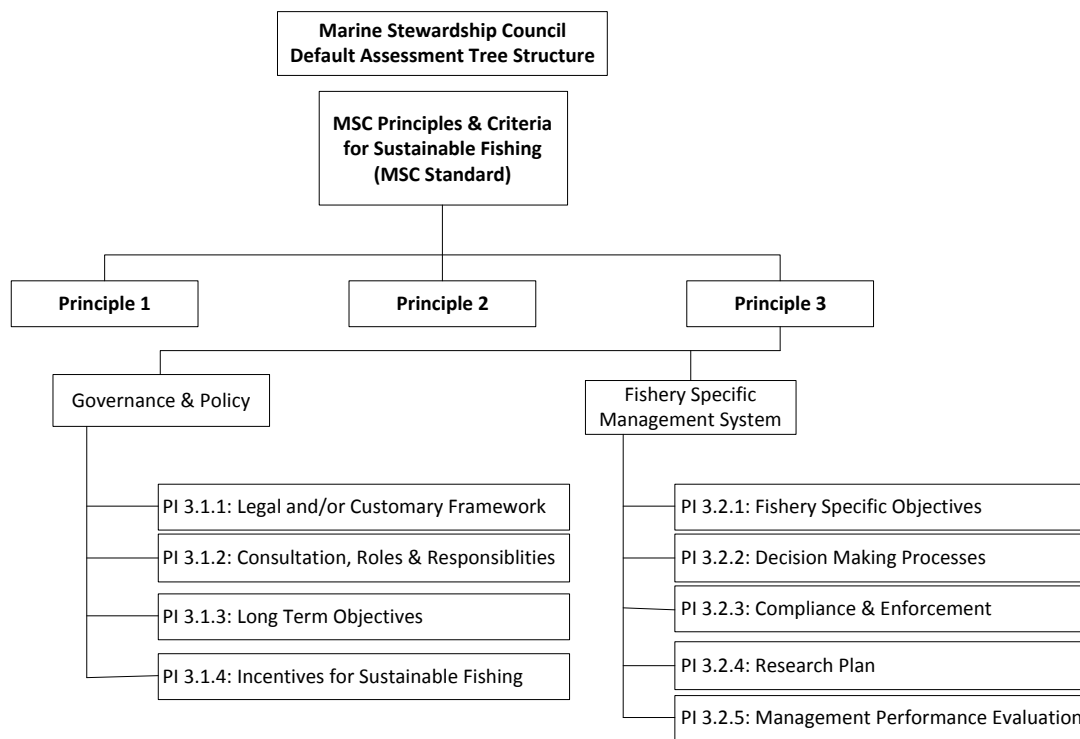 Marine Stewardship Council
Default Assessment Tree Structure
MSC Principles & Criteria
for Sustainable Fishing
(MSC Standard)
Principle 1
Principle 2
Principle 3
Governance & Policy
Fishery Specific
Management System
PI 3.1.1: Legal and/or Customary Framework
PI 3.1.2: Consultation, Roles & Responsiblities
PI 3.1.3: Long Term Objectives
PI 3.1.4: Incentives for Sustainable Fishing
PI 3.2.1: Fishery Specific Objectives
PI 3.2.2: Decision Making Processes
PI 3.2.3: Compliance & Enforcement
PI 3.2.4: Research Plan
PI 3.2.5: Management Performance Evaluation